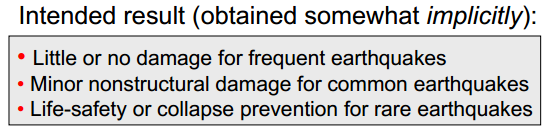 Intended result (obtained somewhat implicitly):
• Little or no damage for frequent earthquakes
• Minor nonstructural damage for common earthquakes
• Life-safety or collapse prevention for rare earthquakes